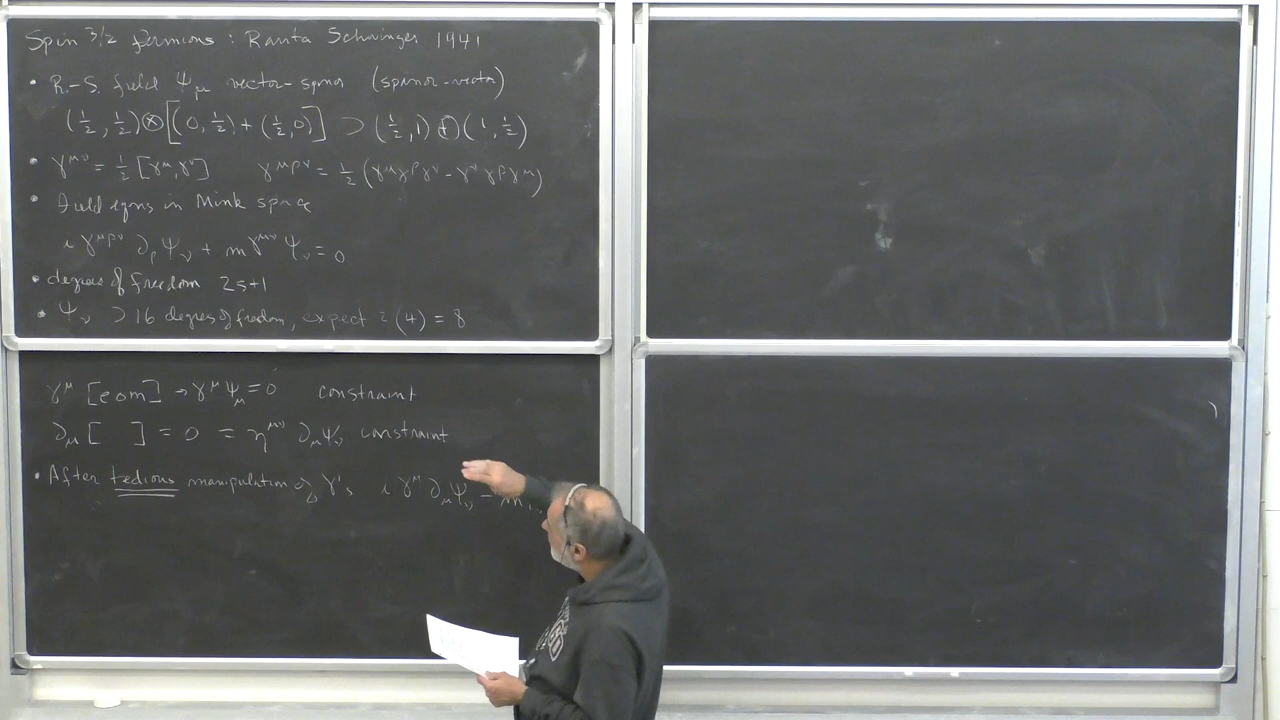 Spin 3/2 fermions : Rarita Schwinger 1941
• R.-S. field Ψ_μ vector-spinor (spinor-vector)
(1/2, 1/2) ⊗ [(0, 1/2) + (1/2, 0)] ⊃ (1/2, 1) ⊕ (1, 1/2)
• γ^{μν} = 1/2 [γ^μ, γ^ν] γ^{μρν} = 1/2 (γ^μ γ^ρ γ^ν - γ^ν γ^ρ γ^μ)
• Field eqns in Mink space
i γ^{μρν} ∂_ρ Ψ_ν + m γ^{μν} Ψ_ν = 0
• degrees of freedom 2s+1
• Ψ_ν ⊃ 16 degrees of freedom, expect 2(4) = 8
γ^μ [eom] → γ^μ Ψ_μ = 0 constraint
∂_μ [ ] = 0 = η^{μν} ∂_μ Ψ_ν constraint
• After tedious manipulation of γ's i γ^μ ∂_μ Ψ_ν - m